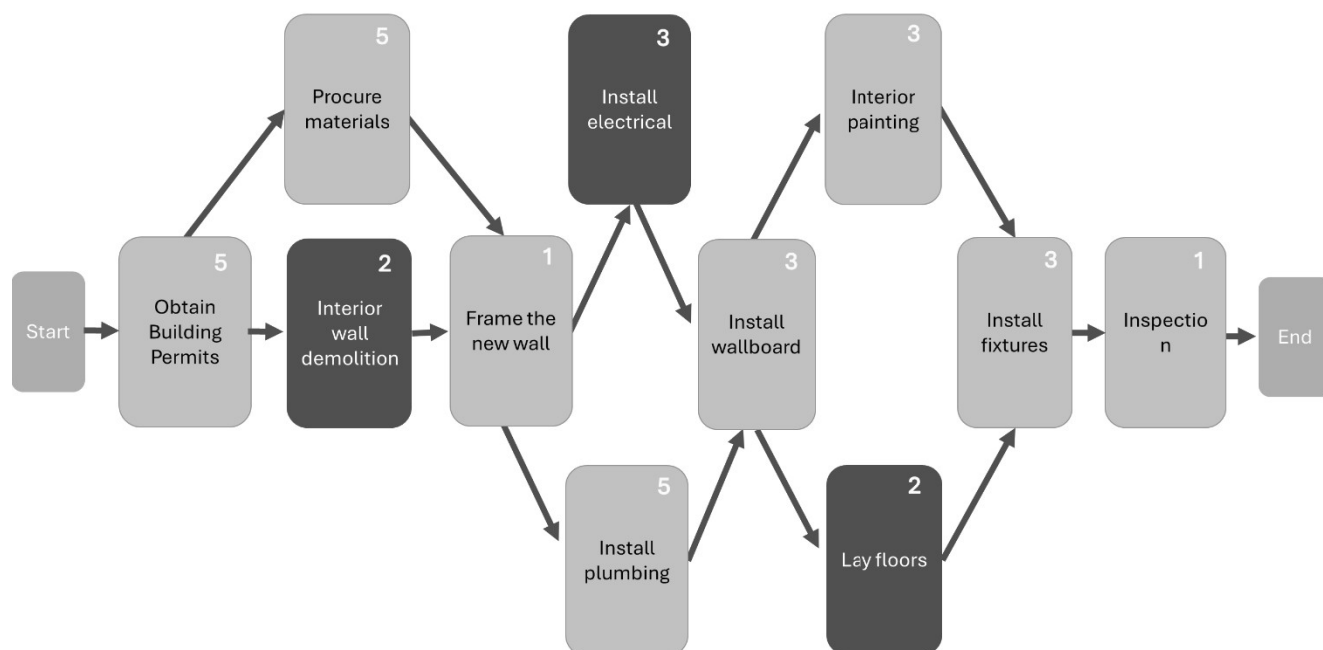 Start
5
Obtain
Building
Permits
5
Procure
materials
2
Interior
wall
demolition
1
Frame the
new wall
3
Install
electrical
5
Install
plumbing
3
Install
wallboard
3
Interior
painting
2
Lay floors
3
Install
fixtures
1
Inspectio
n
End